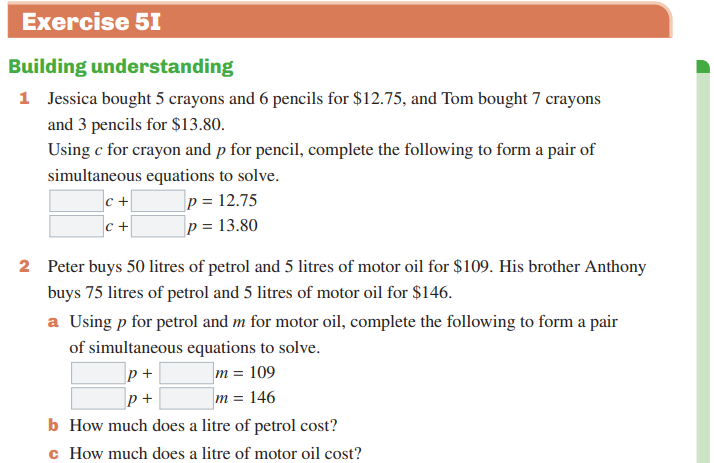 Exercise 5I
Building understanding
1 Jessica bought 5 crayons and 6 pencils for $12.75, and Tom bought 7 crayons
and 3 pencils for $13.80.
Using c for crayon and p for pencil, complete the following to form a pair of
simultaneous equations to solve.
c + p = 12.75
c + p = 13.80
2 Peter buys 50 litres of petrol and 5 litres of motor oil for $109. His brother Anthony
buys 75 litres of petrol and 5 litres of motor oil for $146.
a Using p for petrol and m for motor oil, complete the following to form a pair
of simultaneous equations to solve.
p + m = 109
p + m = 146
b How much does a litre of petrol cost?
c How much does a litre of motor oil cost?